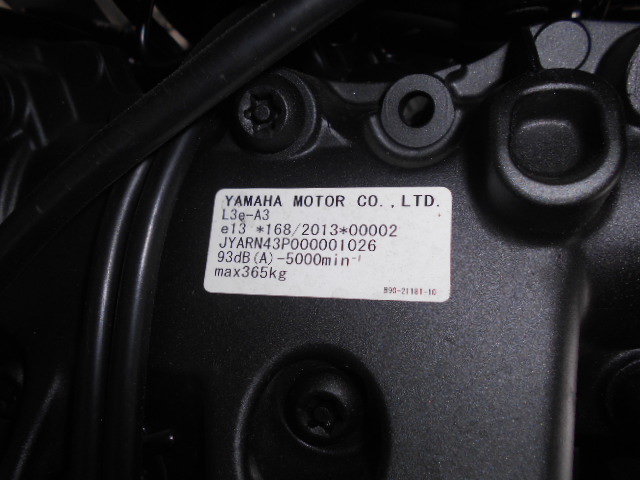 YAMAHA MOTOR CO.,LTD.
L3e-A3
e13 *168/2013*00002
JYARN43P000001026
93dB(A)-5000min⁻¹
max365kg
B90-21181-10